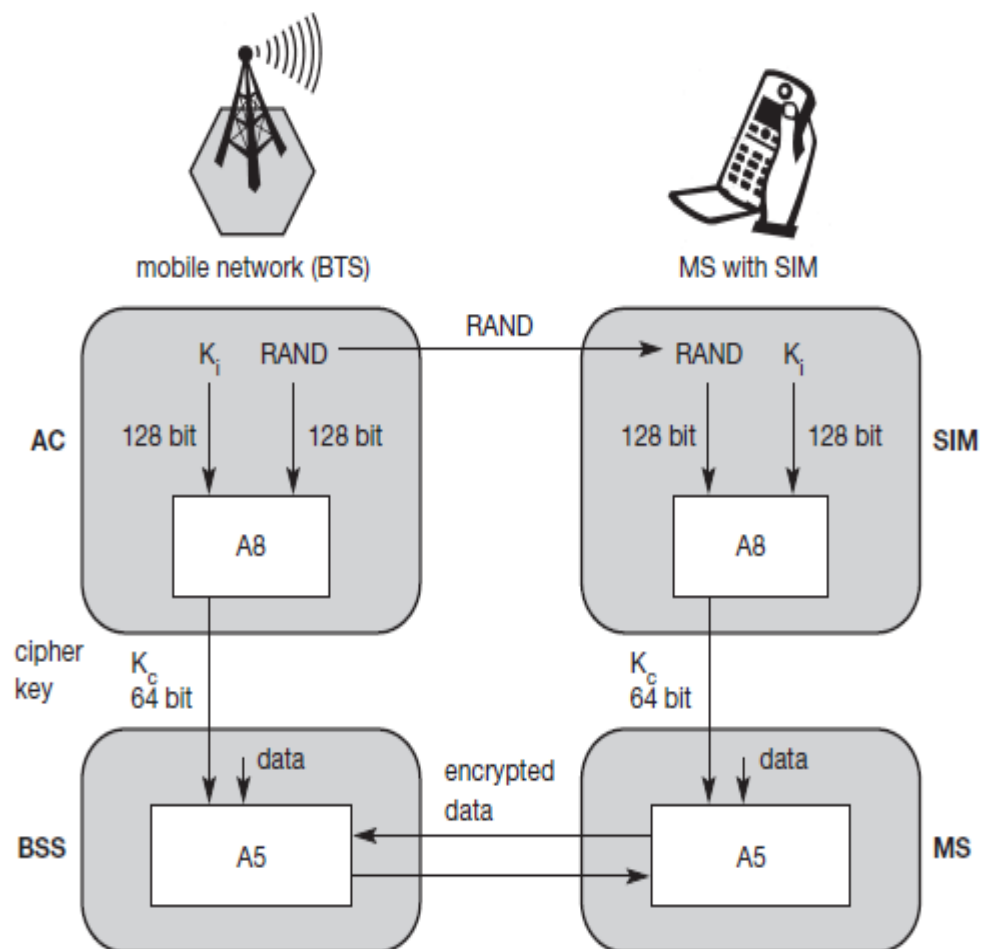 mobile network (BTS)
MS with SIM
RAND
Ki RAND
RAND Ki
AC
128 bit 128 bit
128 bit 128 bit
SIM
A8
A8
cipher
key
Kc
64 bit
Kc
64 bit
data
encrypted
data
data
BSS
A5
A5
MS